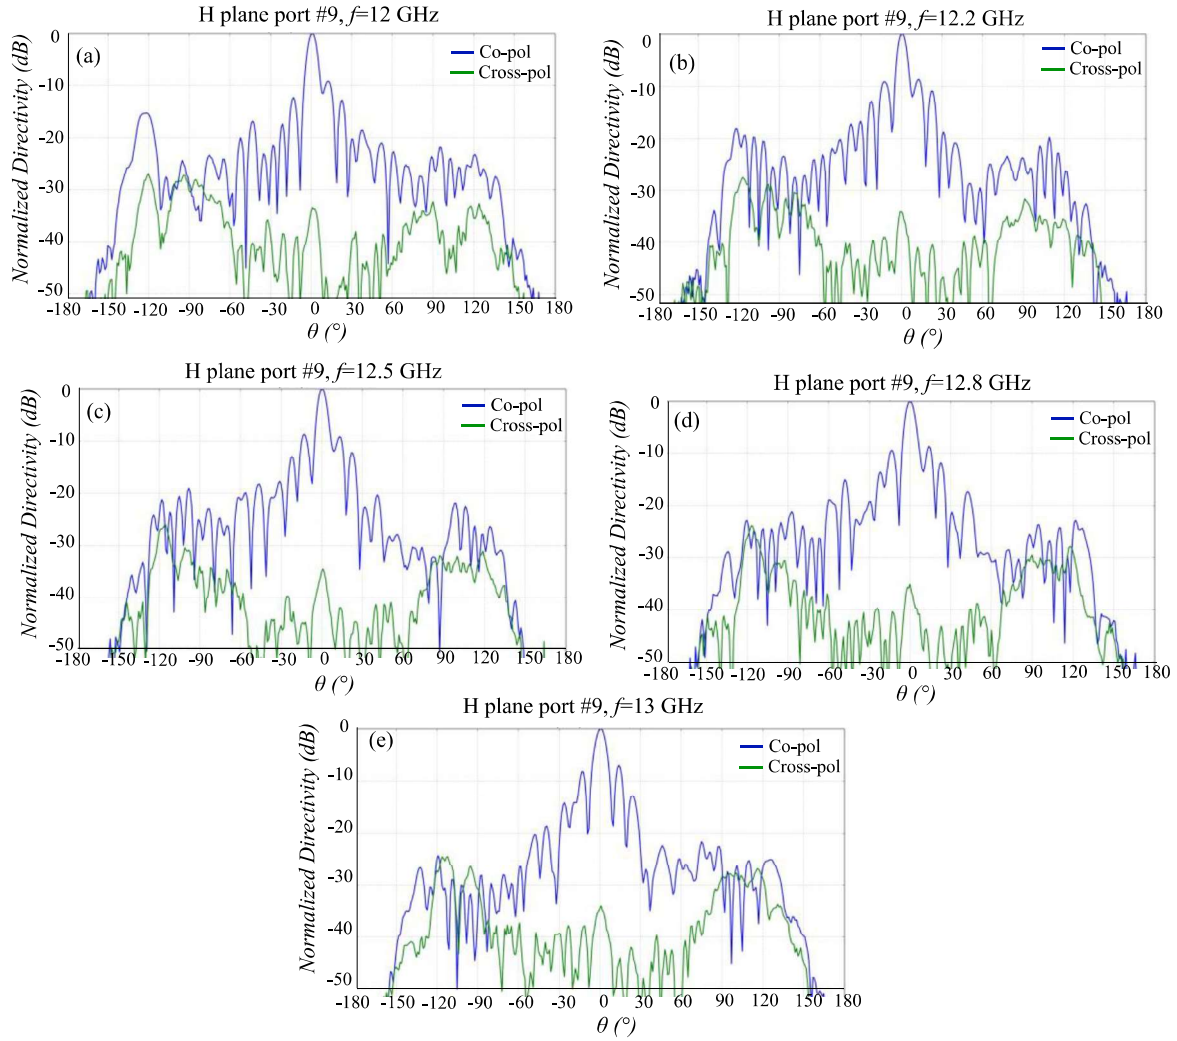 H plane port #9, f=12 GHz
(a)
Co-pol
Cross-pol
Normalized Directivity (dB)
0
-10
-20
-30
-40
-50
-180 -150 -120 -90 -60 -30 0 30 60 90 120 150 180
θ (°)
H plane port #9, f=12.2 GHz
(b)
Co-pol
Cross-pol
Normalized Directivity (dB)
0
-10
-20
-30
-40
-50
-180 -150 -120 -90 -60 -30 0 30 60 90 120 150 180
θ (°)
H plane port #9, f=12.5 GHz
(c)
Co-pol
Cross-pol
Normalized Directivity (dB)
0
-10
-20
-30
-40
-50
-180 -150 -120 -90 -60 -30 0 30 60 90 120 150 180
θ (°)
H plane port #9, f=12.8 GHz
(d)
Co-pol
Cross-pol
Normalized Directivity (dB)
0
-10
-20
-30
-40
-50
-180 -150 -120 -90 -60 -30 0 30 60 90 120 150 180
θ (°)
H plane port #9, f=13 GHz
(e)
Co-pol
Cross-pol
Normalized Directivity (dB)
0
-10
-20
-30
-40
-50
-180 -150 -120 -90 -60 -30 0 30 60 90 120 150 180
θ (°)